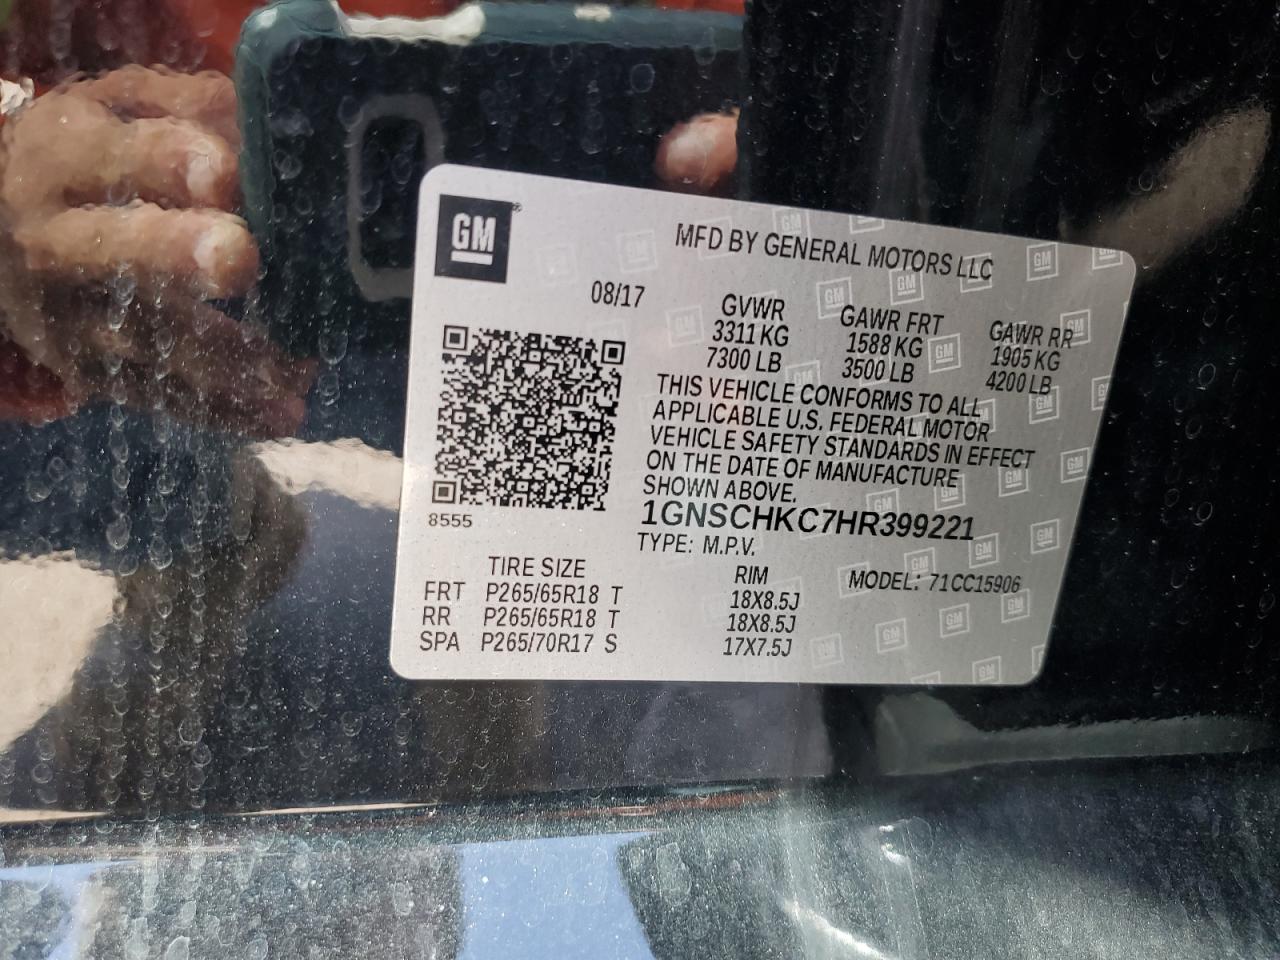 GM
MFD BY GENERAL MOTORS LLC
08/17
GVWR GAWR FRT GAWR RR
3311 KG 1588 KG 1905 KG
7300 LB 3500 LB 4200 LB
THIS VEHICLE CONFORMS TO ALL
APPLICABLE U.S. FEDERAL MOTOR
VEHICLE SAFETY STANDARDS IN EFFECT
ON THE DATE OF MANUFACTURE
SHOWN ABOVE.
8555
1GNSCHKC7HR399221
TYPE: M.P.V.
TIRE SIZE RIM MODEL: 71CC15906
FRT P265/65R18 T 18X8.5J
RR P265/65R18 T 18X8.5J
SPA P265/70R17 S 17X7.5J